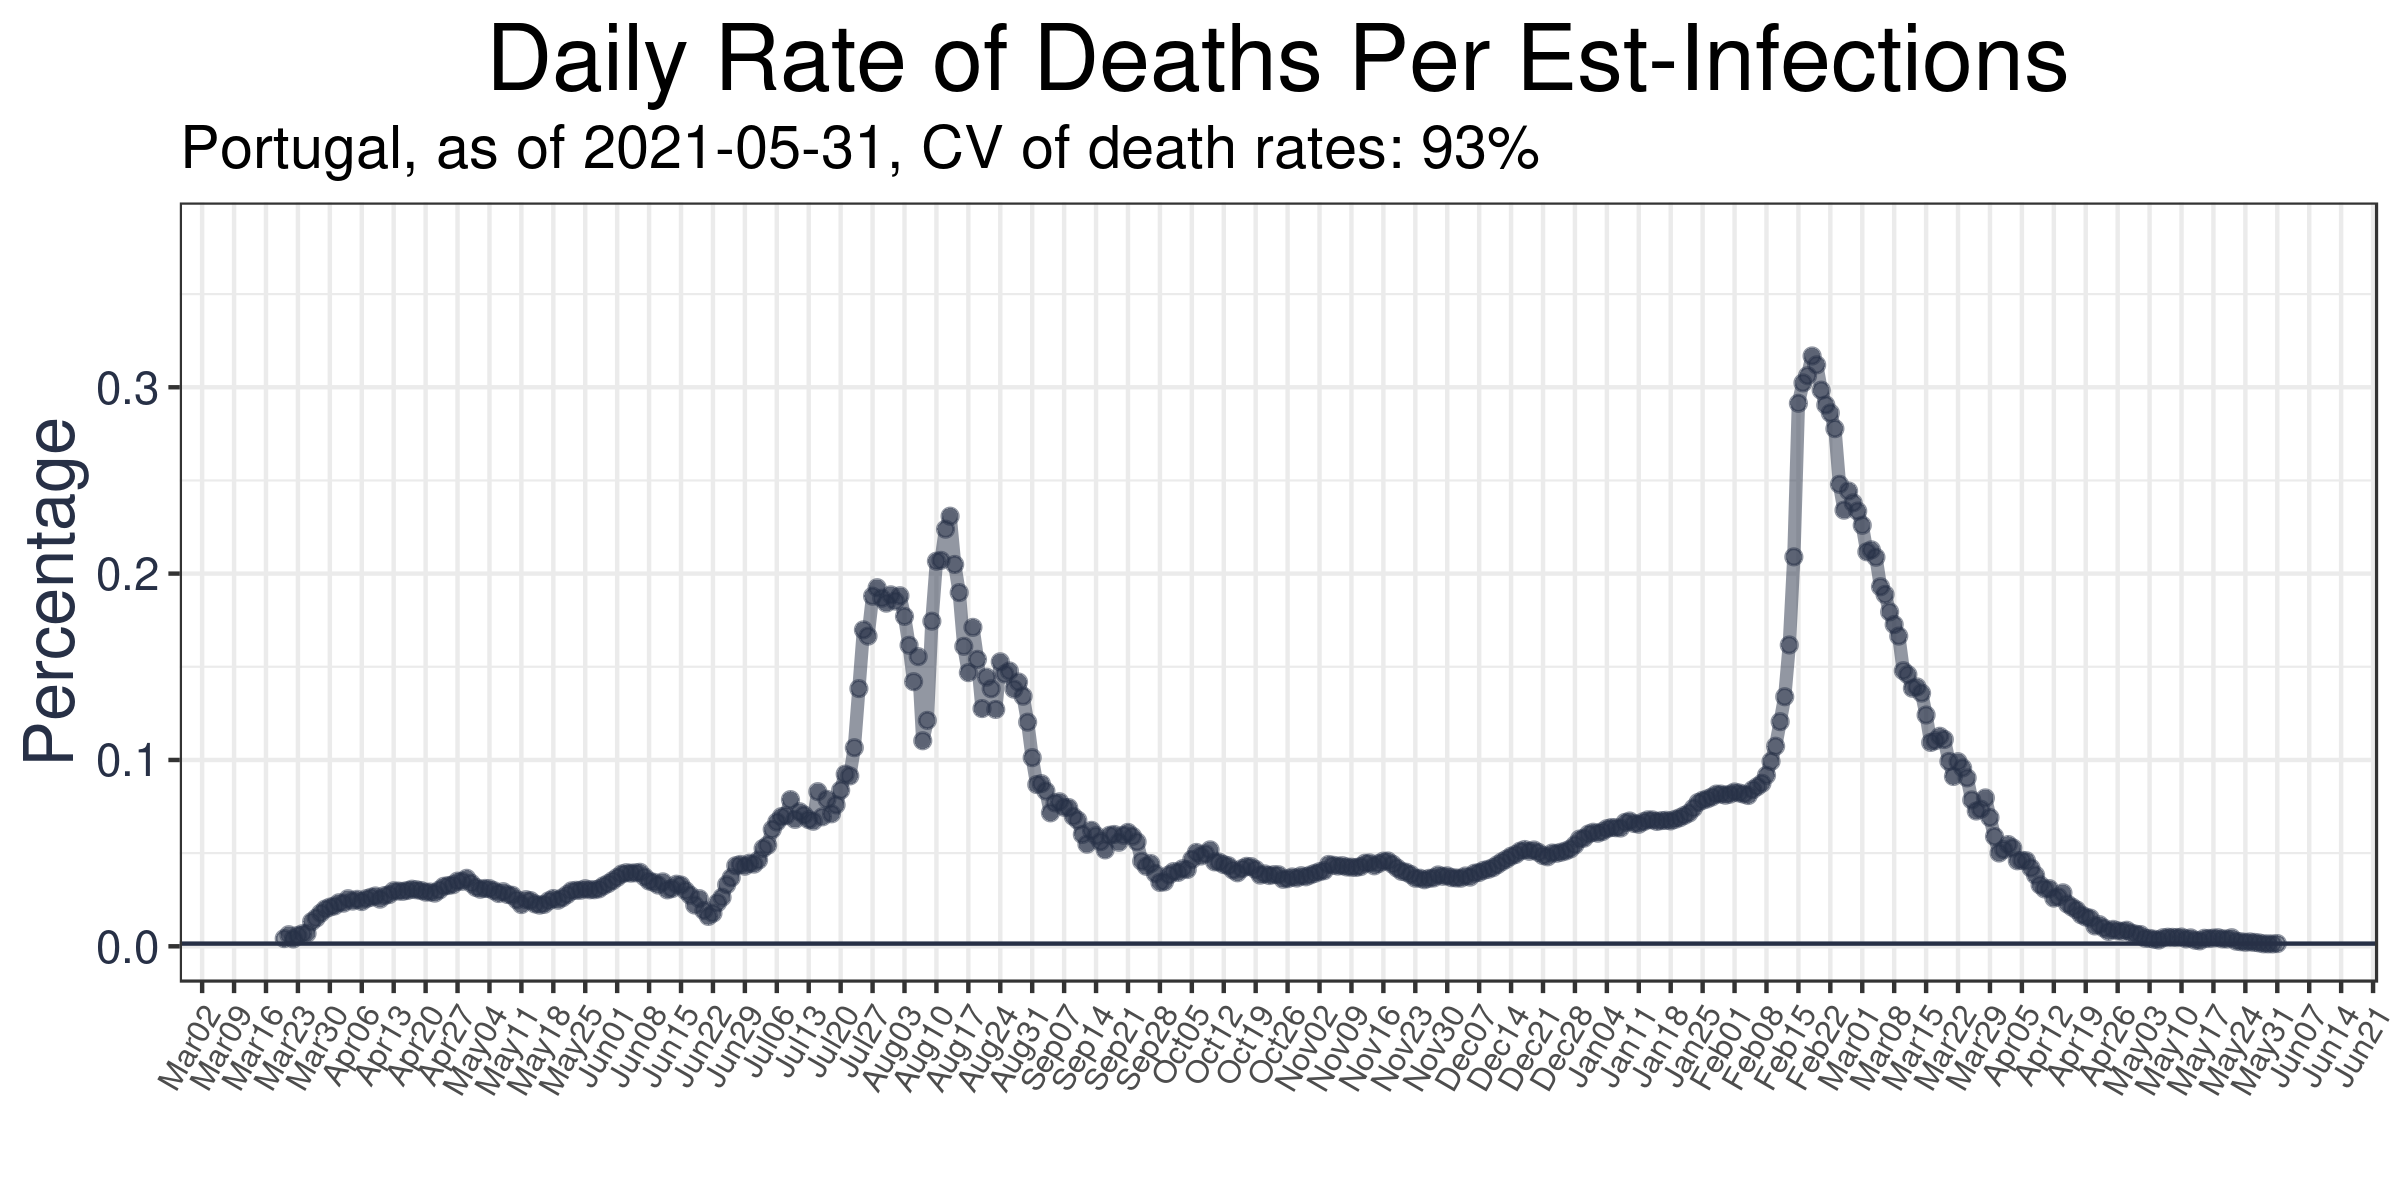 Daily Rate of Deaths Per Est-Infections
Portugal, as of 2021-05-31, CV of death rates: 93%
Percentage
0.3
0.2
0.1
0.0
Mar02
Mar09
Mar16
Mar23
Mar30
Apr06
Apr13
Apr20
Apr27
May04
May11
May18
May25
Jun01
Jun08
Jun15
Jun22
Jun29
Jul06
Jul13
Jul20
Jul27
Aug03
Aug10
Aug17
Aug24
Aug31
Sep07
Sep14
Sep21
Sep28
Oct05
Oct12
Oct19
Oct26
Nov02
Nov09
Nov16
Nov23
Nov30
Dec07
Dec14
Dec21
Dec28
Jan04
Jan11
Jan18
Jan25
Feb01
Feb08
Feb15
Feb22
Mar01
Mar08
Mar15
Mar22
Mar29
Apr05
Apr12
Apr19
Apr26
May03
May10
May17
May24
May31
Jun07
Jun14
Jun21